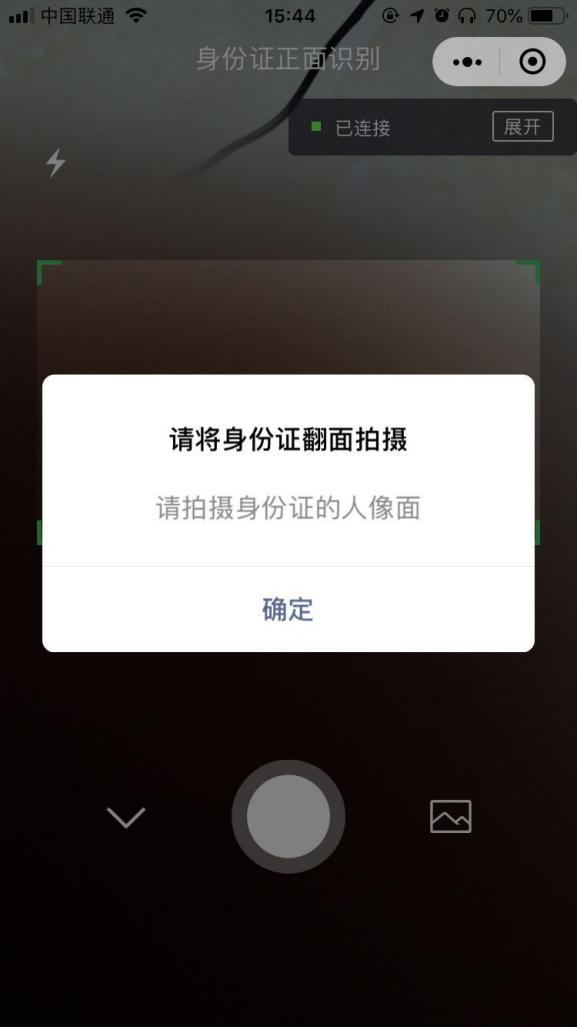 中国联通 15:44 70%
身份证正面识别
已连接 展开
请将身份证翻面拍摄
请拍摄身份证的人像面
确定